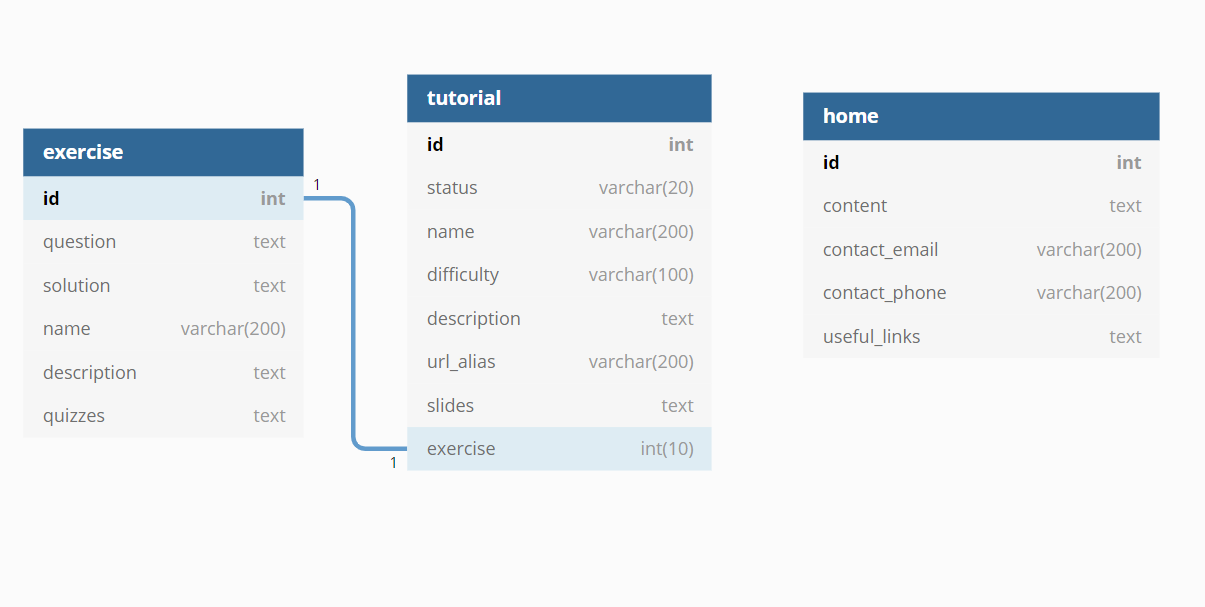 exercise
id int
question text
solution text
name varchar(200)
description text
quizzes text
1
1
tutorial
id int
status varchar(20)
name varchar(200)
difficulty varchar(100)
description text
url_alias varchar(200)
slides text
exercise int(10)
home
id int
content text
contact_email varchar(200)
contact_phone varchar(200)
useful_links text